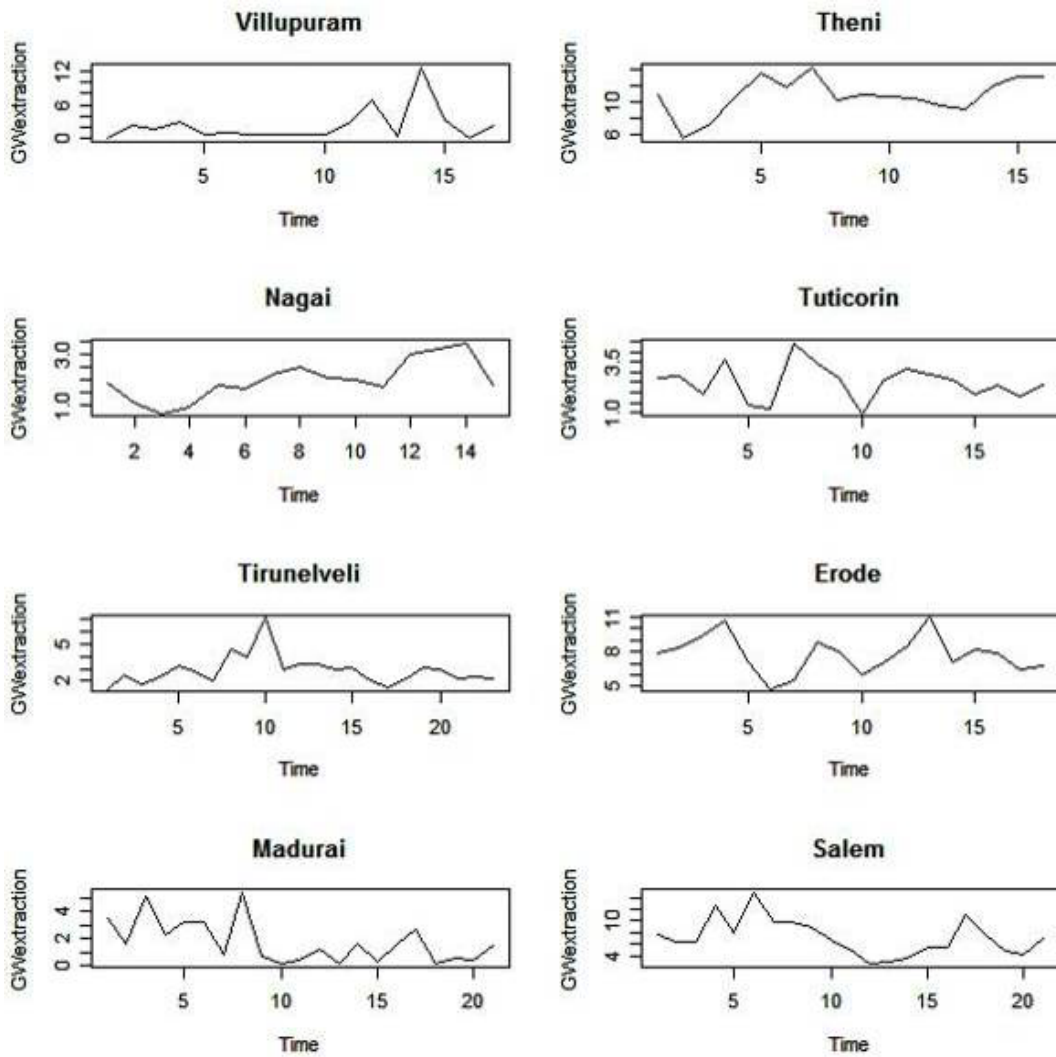 Villupuram
GWextraction
0 6 12
5 10 15
Time
Theni
GWextraction
6 10
5 10 15
Time
Nagai
GWextraction
1.0 3.0
2 4 6 8 10 12 14
Time
Tuticorin
GWextraction
1.0 3.5
5 10 15
Time
Tirunelveli
GWextraction
2 5
5 10 15 20
Time
Erode
GWextraction
5 8 11
5 10 15
Time
Madurai
GWextraction
0 2 4
5 10 15 20
Time
Salem
GWextraction
4 10
5 10 15 20
Time